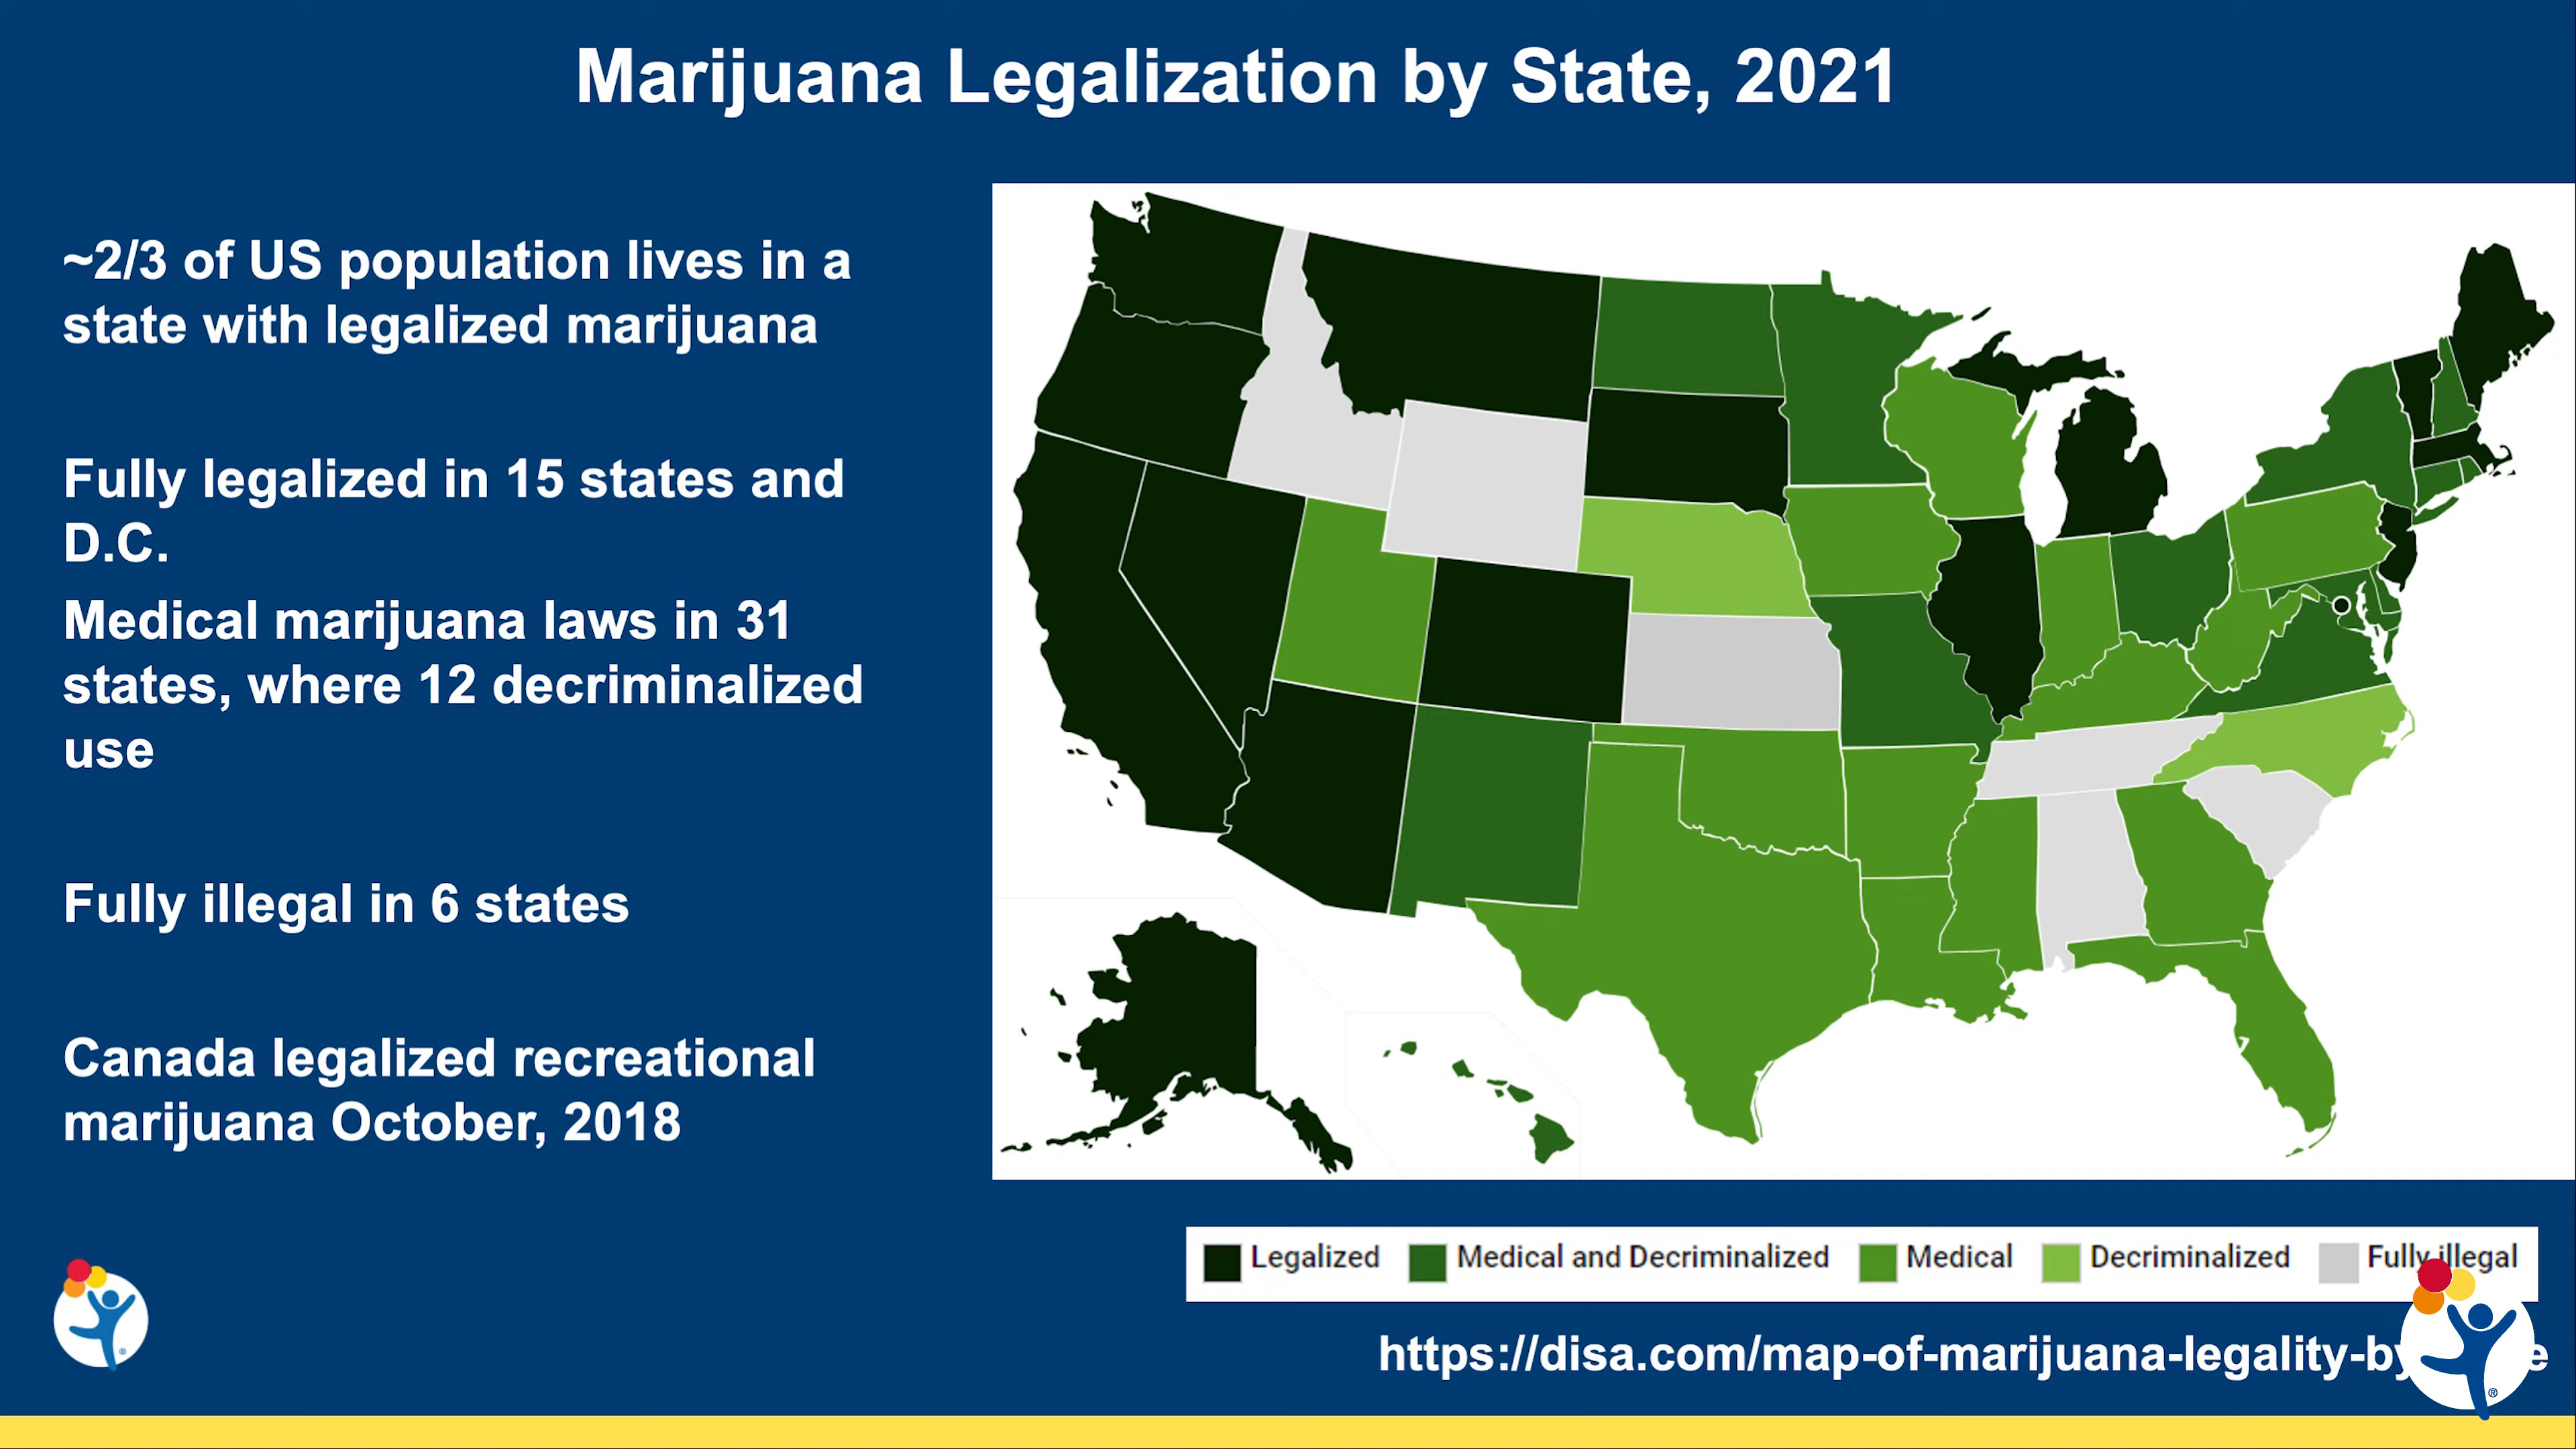 Marijuana Legalization by State, 2021
~2/3 of US population lives in a
state with legalized marijuana
Fully legalized in 15 states and
D.C.
Medical marijuana laws in 31
states, where 12 decriminalized
use
Fully illegal in 6 states
Canada legalized recreational
marijuana October, 2018
Legalized Medical and Decriminalized Medical Decriminalized Fully illegal
https://disa.com/map-of-marijuana-legality-by
®
®